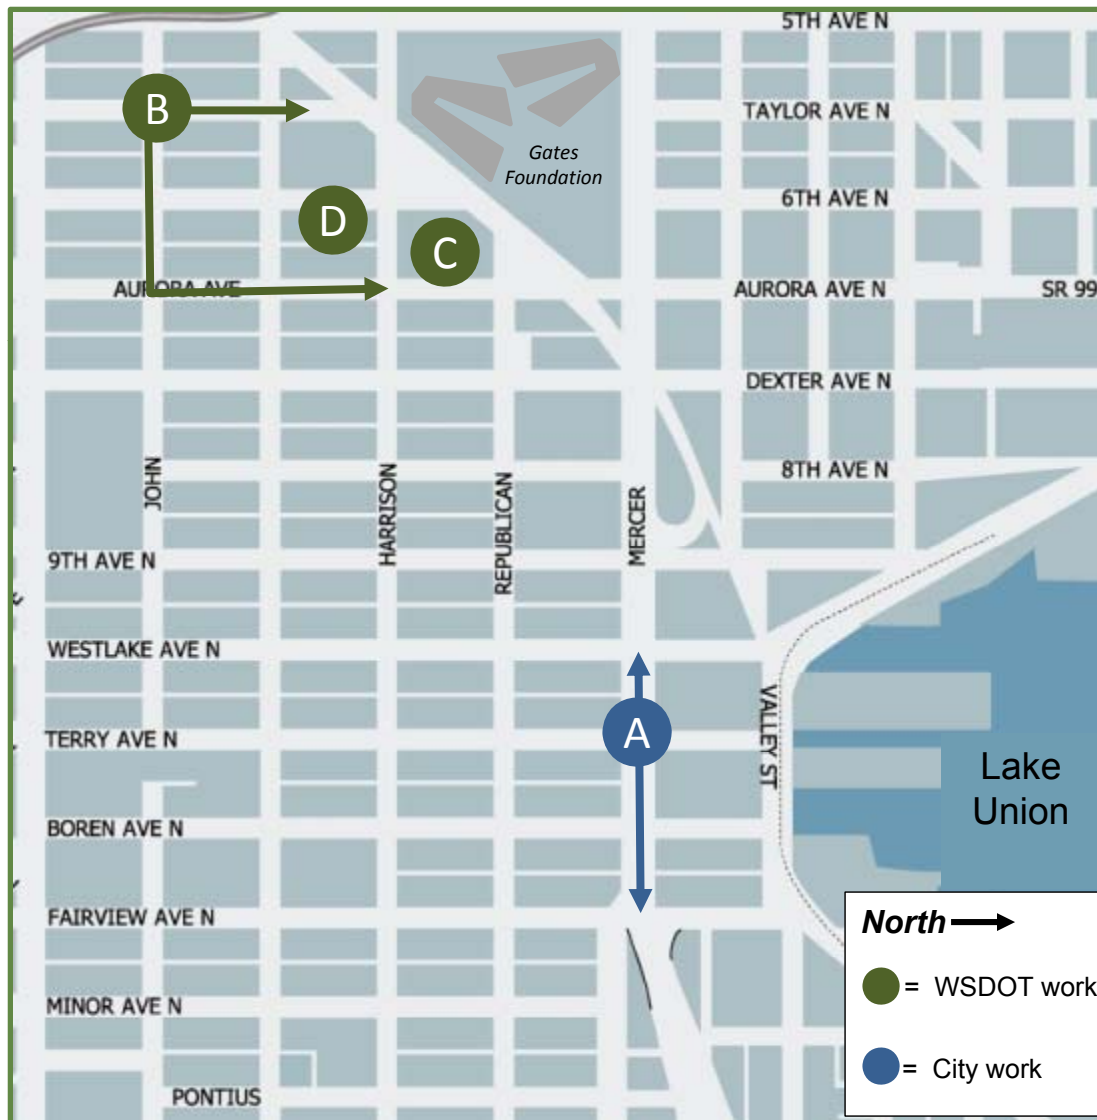 5TH AVE N
B
TAYLOR AVE N
Gates
Foundation
6TH AVE N
D
C
AURORA AVE
AURORA AVE N
SR 99
DEXTER AVE N
8TH AVE N
JOHN
HARRISON
REPUBLICAN
MERCER
9TH AVE N
WESTLAKE AVE N
A
VALLEY ST
TERRY AVE N
Lake
Union
BOREN AVE N
FAIRVIEW AVE N
North
= WSDOT work
MINOR AVE N
= City work
PONTIUS